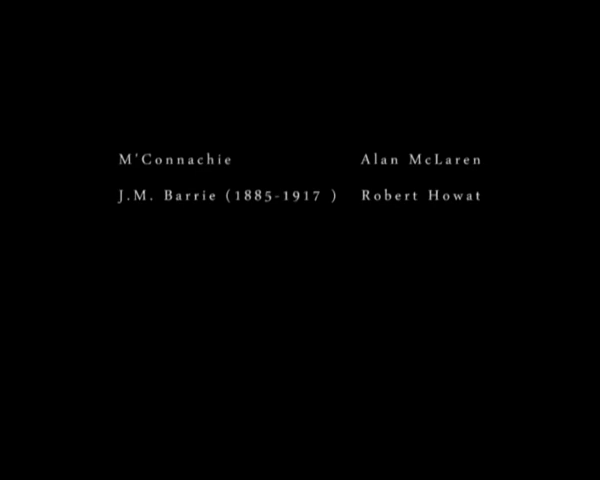 M'Connachie Alan McLaren
J.M. Barrie (1885-1917 ) Robert Howat